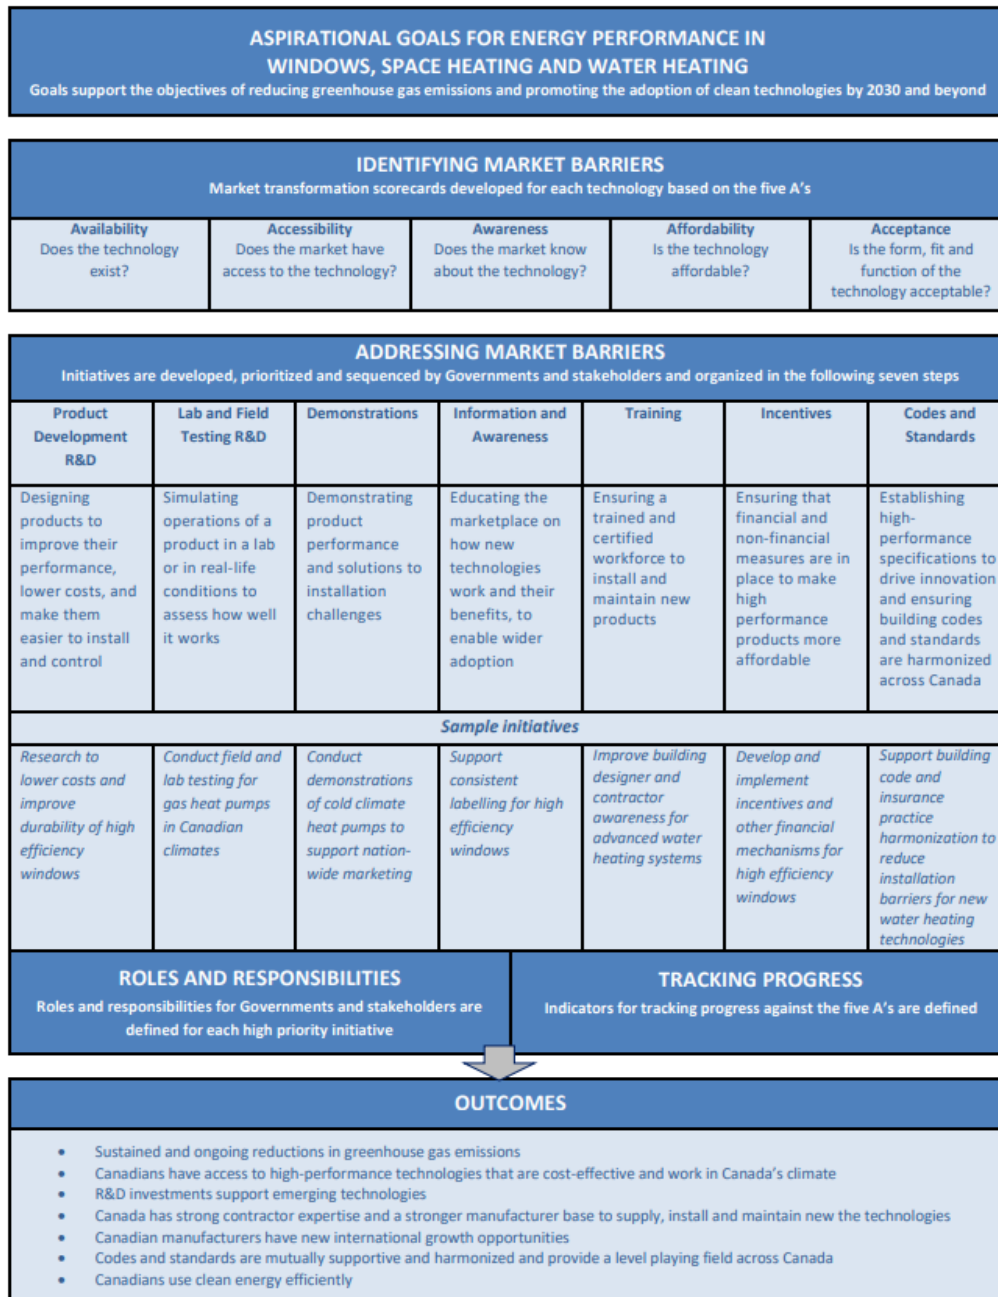 ASPIRATIONAL GOALS FOR ENERGY PERFORMANCE IN
WINDOWS, SPACE HEATING AND WATER HEATING
Goals support the objectives of reducing greenhouse gas emissions and promoting the adoption of clean technologies by 2030 and beyond
IDENTIFYING MARKET BARRIERS
Market transformation scorecards developed for each technology based on the five A's
Availability
Does the technology
exist?
Accessibility
Does the market have
access to the technology?
Awareness
Does the market know
about the technology?
Affordability
Is the technology
affordable?
Acceptance
Is the form, fit and
function of the
technology acceptable?
ADDRESSING MARKET BARRIERS
Initiatives are developed, prioritized and sequenced by Governments and stakeholders and organized in the following seven steps
Product
Development
R&D
Lab and Field
Testing R&D
Demonstrations
Information and
Awareness
Training
Incentives
Codes and
Standards
Designing
products to
improve their
performance,
lower costs, and
make them
easier to install
and control
Simulating
operations of a
product in a lab
or in real-life
conditions to
assess how well
it works
Demonstrating
product
performance
and solutions to
installation
challenges
Educating the
marketplace on
how new
technologies
work and their
benefits, to
enable wider
adoption
Ensuring a
trained and
certified
workforce to
install and
maintain new
products
Ensuring that
financial and
non-financial
measures are in
place to make
high
performance
products more
affordable
Establishing
high-
performance
specifications to
drive innovation
and ensuring
building codes
and standards
are harmonized
across Canada
Sample initiatives
Research to
lower costs and
improve
durability of high
efficiency
windows
Conduct field and
lab testing for
gas heat pumps
in Canadian
climates
Conduct
demonstrations
of cold climate
heat pumps to
support nation-
wide marketing
Support
consistent
labelling for high
efficiency
windows
Improve building
designer and
contractor
awareness for
advanced water
heating systems
Develop and
implement
incentives and
other financial
mechanisms for
high efficiency
windows
Support building
code and
insurance
practice
harmonization to
reduce
installation
barriers for new
water heating
technologies
ROLES AND RESPONSIBILITIES
Roles and responsibilities for Governments and stakeholders are
defined for each high priority initiative
TRACKING PROGRESS
Indicators for tracking progress against the five A's are defined
OUTCOMES
• Sustained and ongoing reductions in greenhouse gas emissions
• Canadians have access to high-performance technologies that are cost-effective and work in Canada's climate
• R&D investments support emerging technologies
• Canada has strong contractor expertise and a stronger manufacturer base to supply, install and maintain new the technologies
• Canadian manufacturers have new international growth opportunities
• Codes and standards are mutually supportive and harmonized and provide a level playing field across Canada
• Canadians use clean energy efficiently